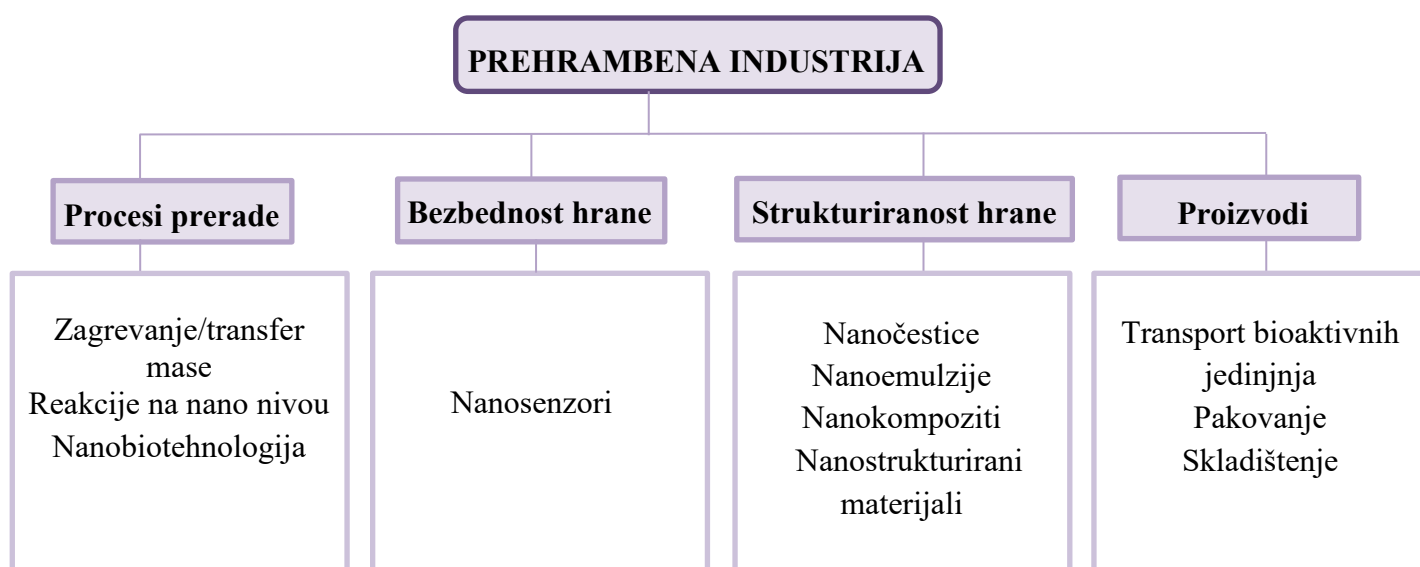 PREHRAMBENA INDUSTRIJA
Procesi prerade
Zagrevanje/transfer
mase
Reakcije na nano nivou
Nanobiotehnologija
Bezbednost hrane
Nanosenzori
Strukturiranost hrane
Nanočestice
Nanoemulzije
Nanokompoziti
Nanostrukturirani
materijali
Proizvodi
Transport bioaktivnih
jedinjnja
Pakovanje
Skladištenje